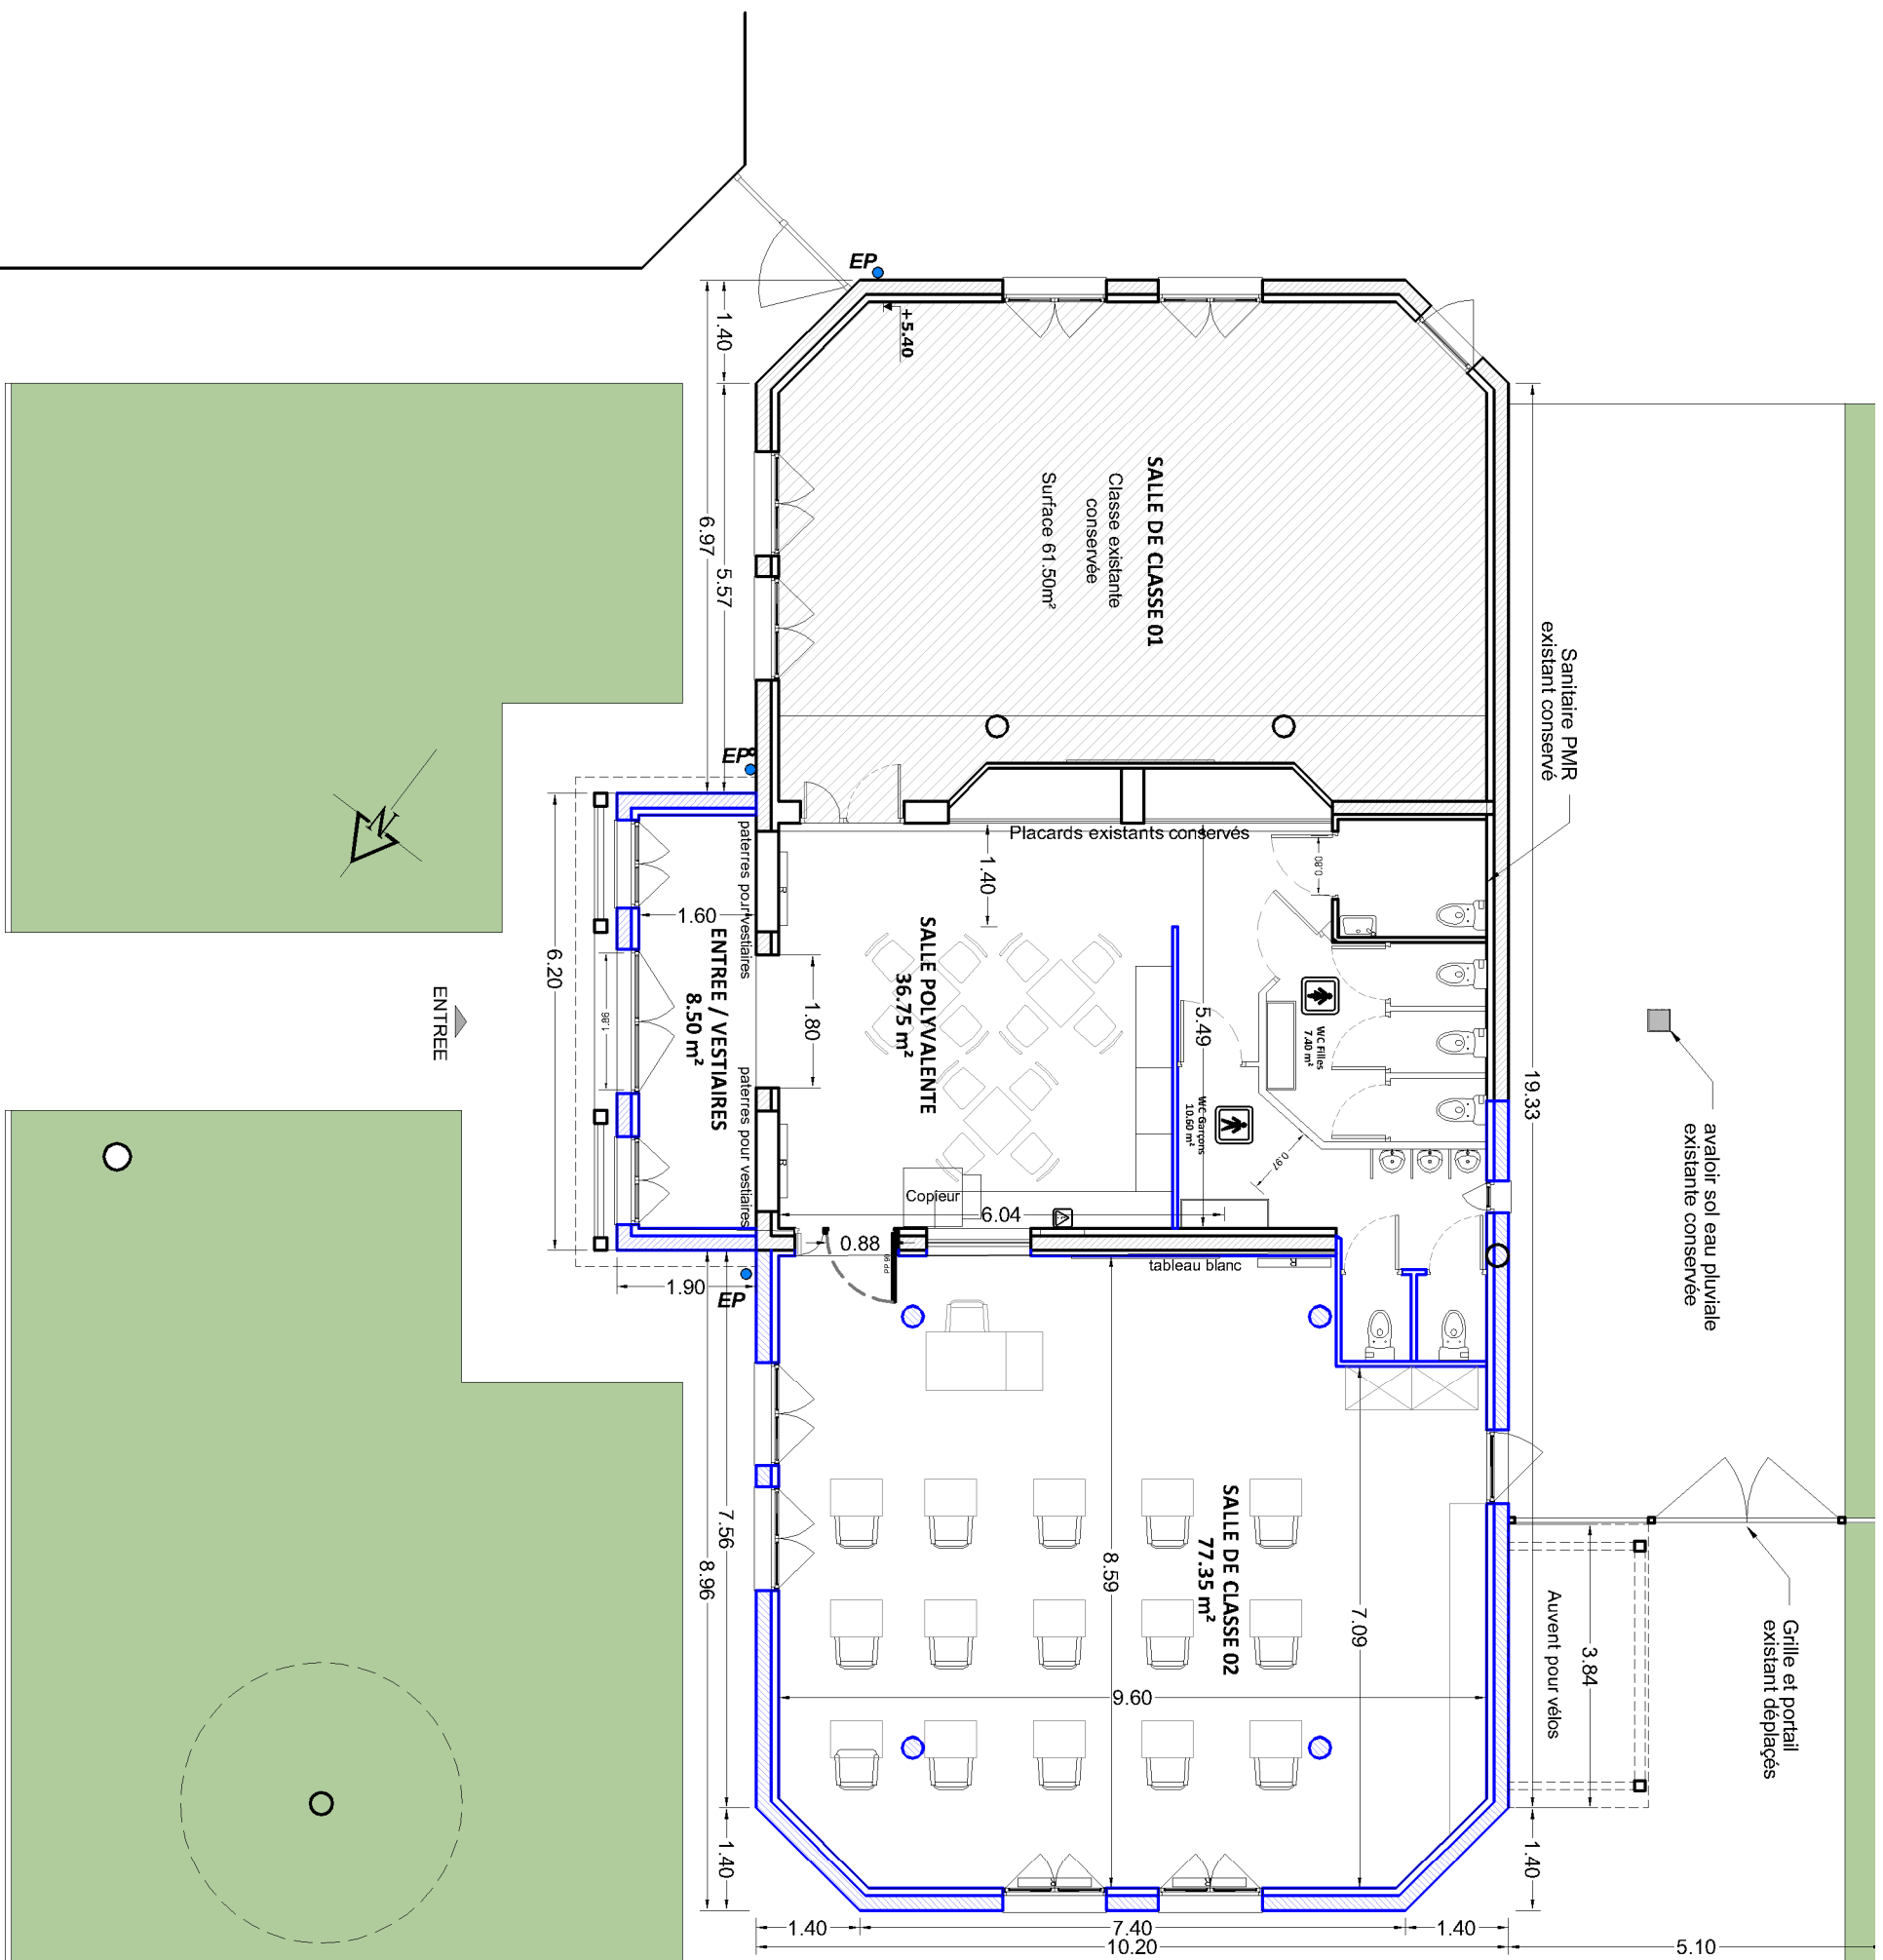 EP
+5.40
1.40
6.97
5.57
SALLE DE CLASSE 01
Classe existante
conservée
Surface 61.50m²
Sanitaire PMR
existant conservé
19.33
avaloir sol eau pluviale
existante conservée
EP
N
6.20
ENTREE
paterres pour vestiaires
1.60
ENTREE / VESTIAIRES
8.50 m²
1.86
paterres pour vestiaires
R
R
1.80
Placards existants conservés
1.40
0.80
SALLE POLYVALENTE
36.75 m²
5.49
WC Filles
7.40 m²
WC Garçons
10.60 m²
0.97
Copieur
6.04
0.88
PP 99
1.90
EP
tableau blanc
R
7.56
8.96
1.40
8.59
SALLE DE CLASSE 02
77.35 m²
7.09
9.60
Auvent pour vélos
3.84
Grille et portail
existant déplacés
1.40
R
R
1.40
7.40
1.40
10.20
5.10